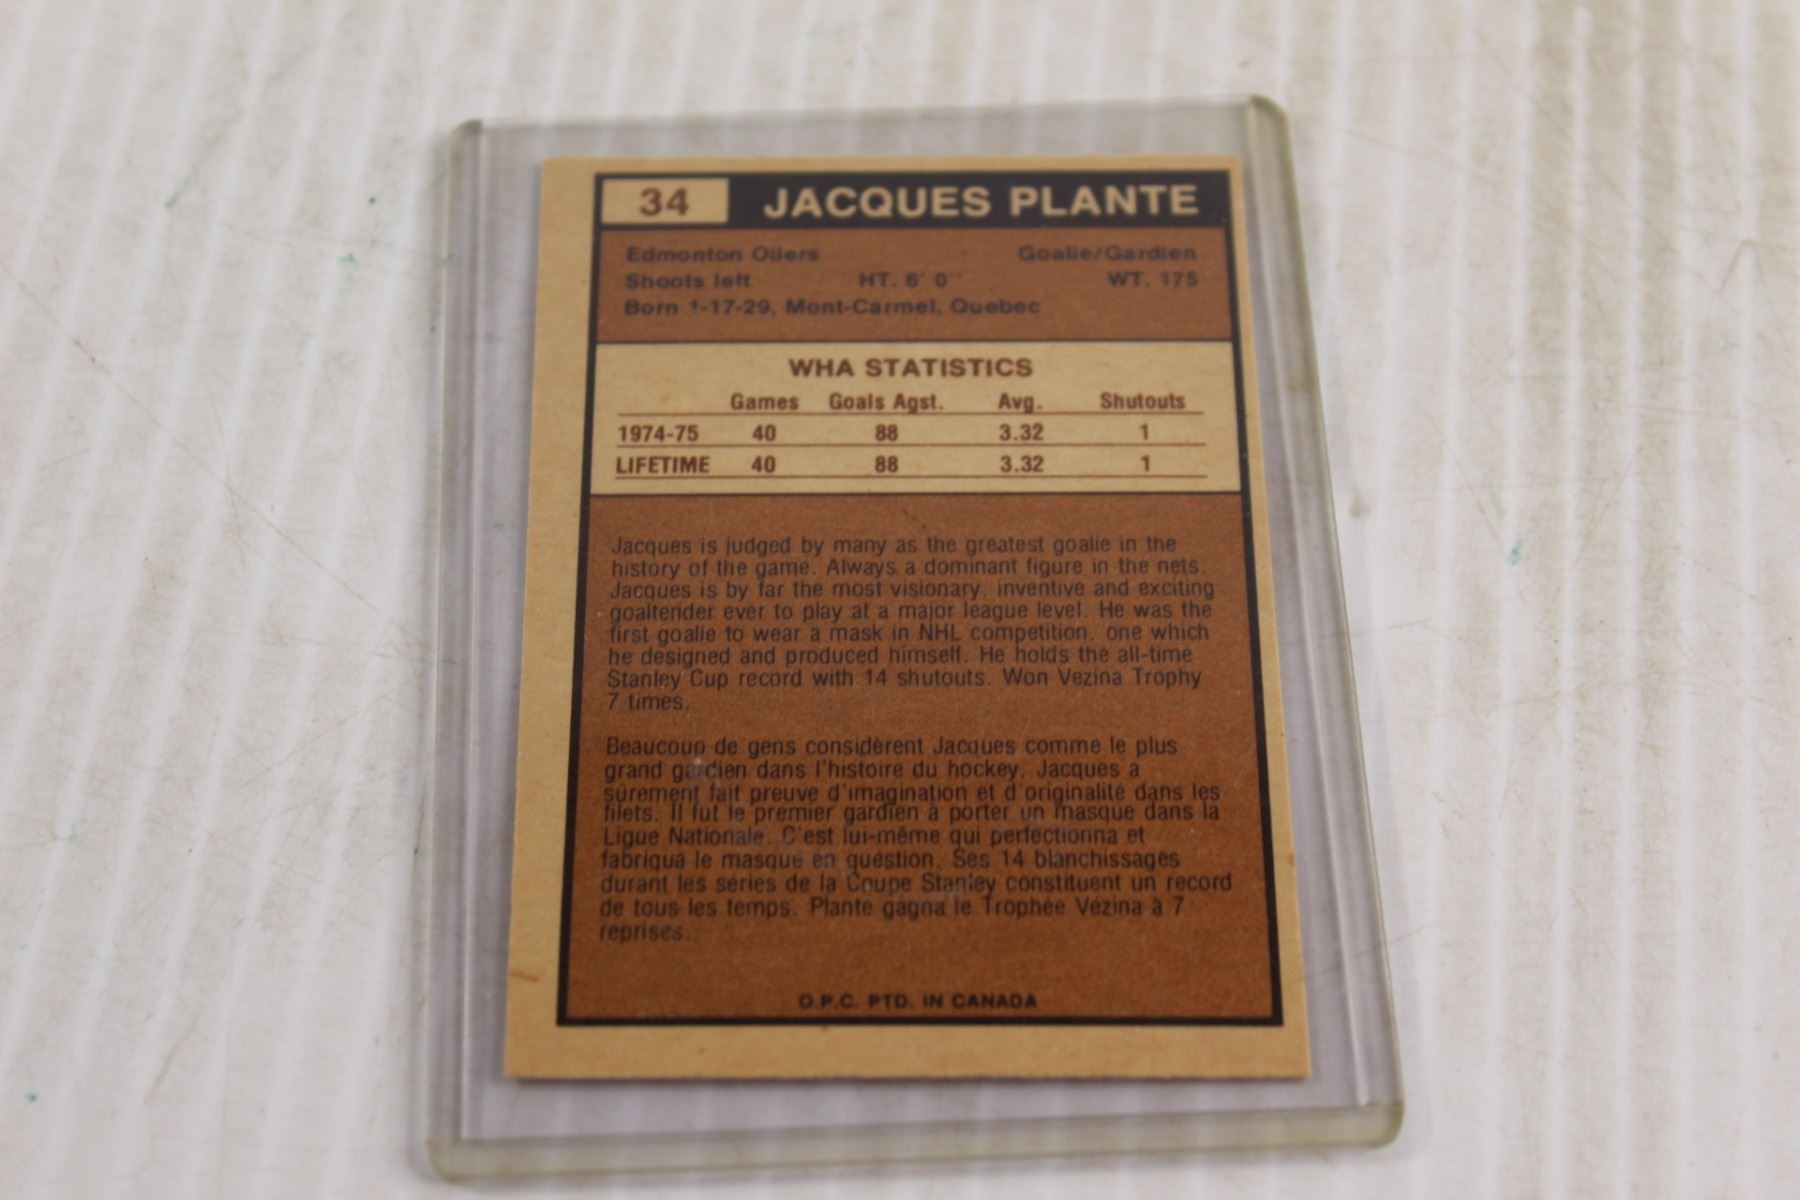 34 JACQUES PLANTE
Edmonton Oilers Goalie/Gardien
Shoots left HT. 6' 0'' WT. 175
Born 1-17-29, Mont-Carmel, Quebec
WHA STATISTICS
Games Goals Agst. Avg. Shutouts
1974-75 40 88 3.32 1
LIFETIME 40 88 3.32 1
Jacques is judged by many as the greatest goalie in the
history of the game. Always a dominant figure in the nets.
Jacques is by far the most visionary, inventive and exciting
goaltender ever to play at a major league level. He was the
first goalie to wear a mask in NHL competition, one which
he designed and produced himself. He holds the all-time
Stanley Cup record with 14 shutouts. Won Vezina Trophy
7 times.
Beaucoup de gens considèrent Jacques comme le plus
grand gardien dans l'histoire du hockey. Jacques a
sûrement fait preuve d'imagination et d'originalité dans les
filets. Il fut le premier gardien à porter un masque dans la
Ligue Nationale. C'est lui-même qui perfectionna et
fabriqua le masque en question. Ses 14 blanchissages
durant les séries de la Coupe Stanley constituent un record
de tous les temps. Plante gagna le Trophée Vézina à 7
reprises.
O.P.C. PTD. IN CANADA